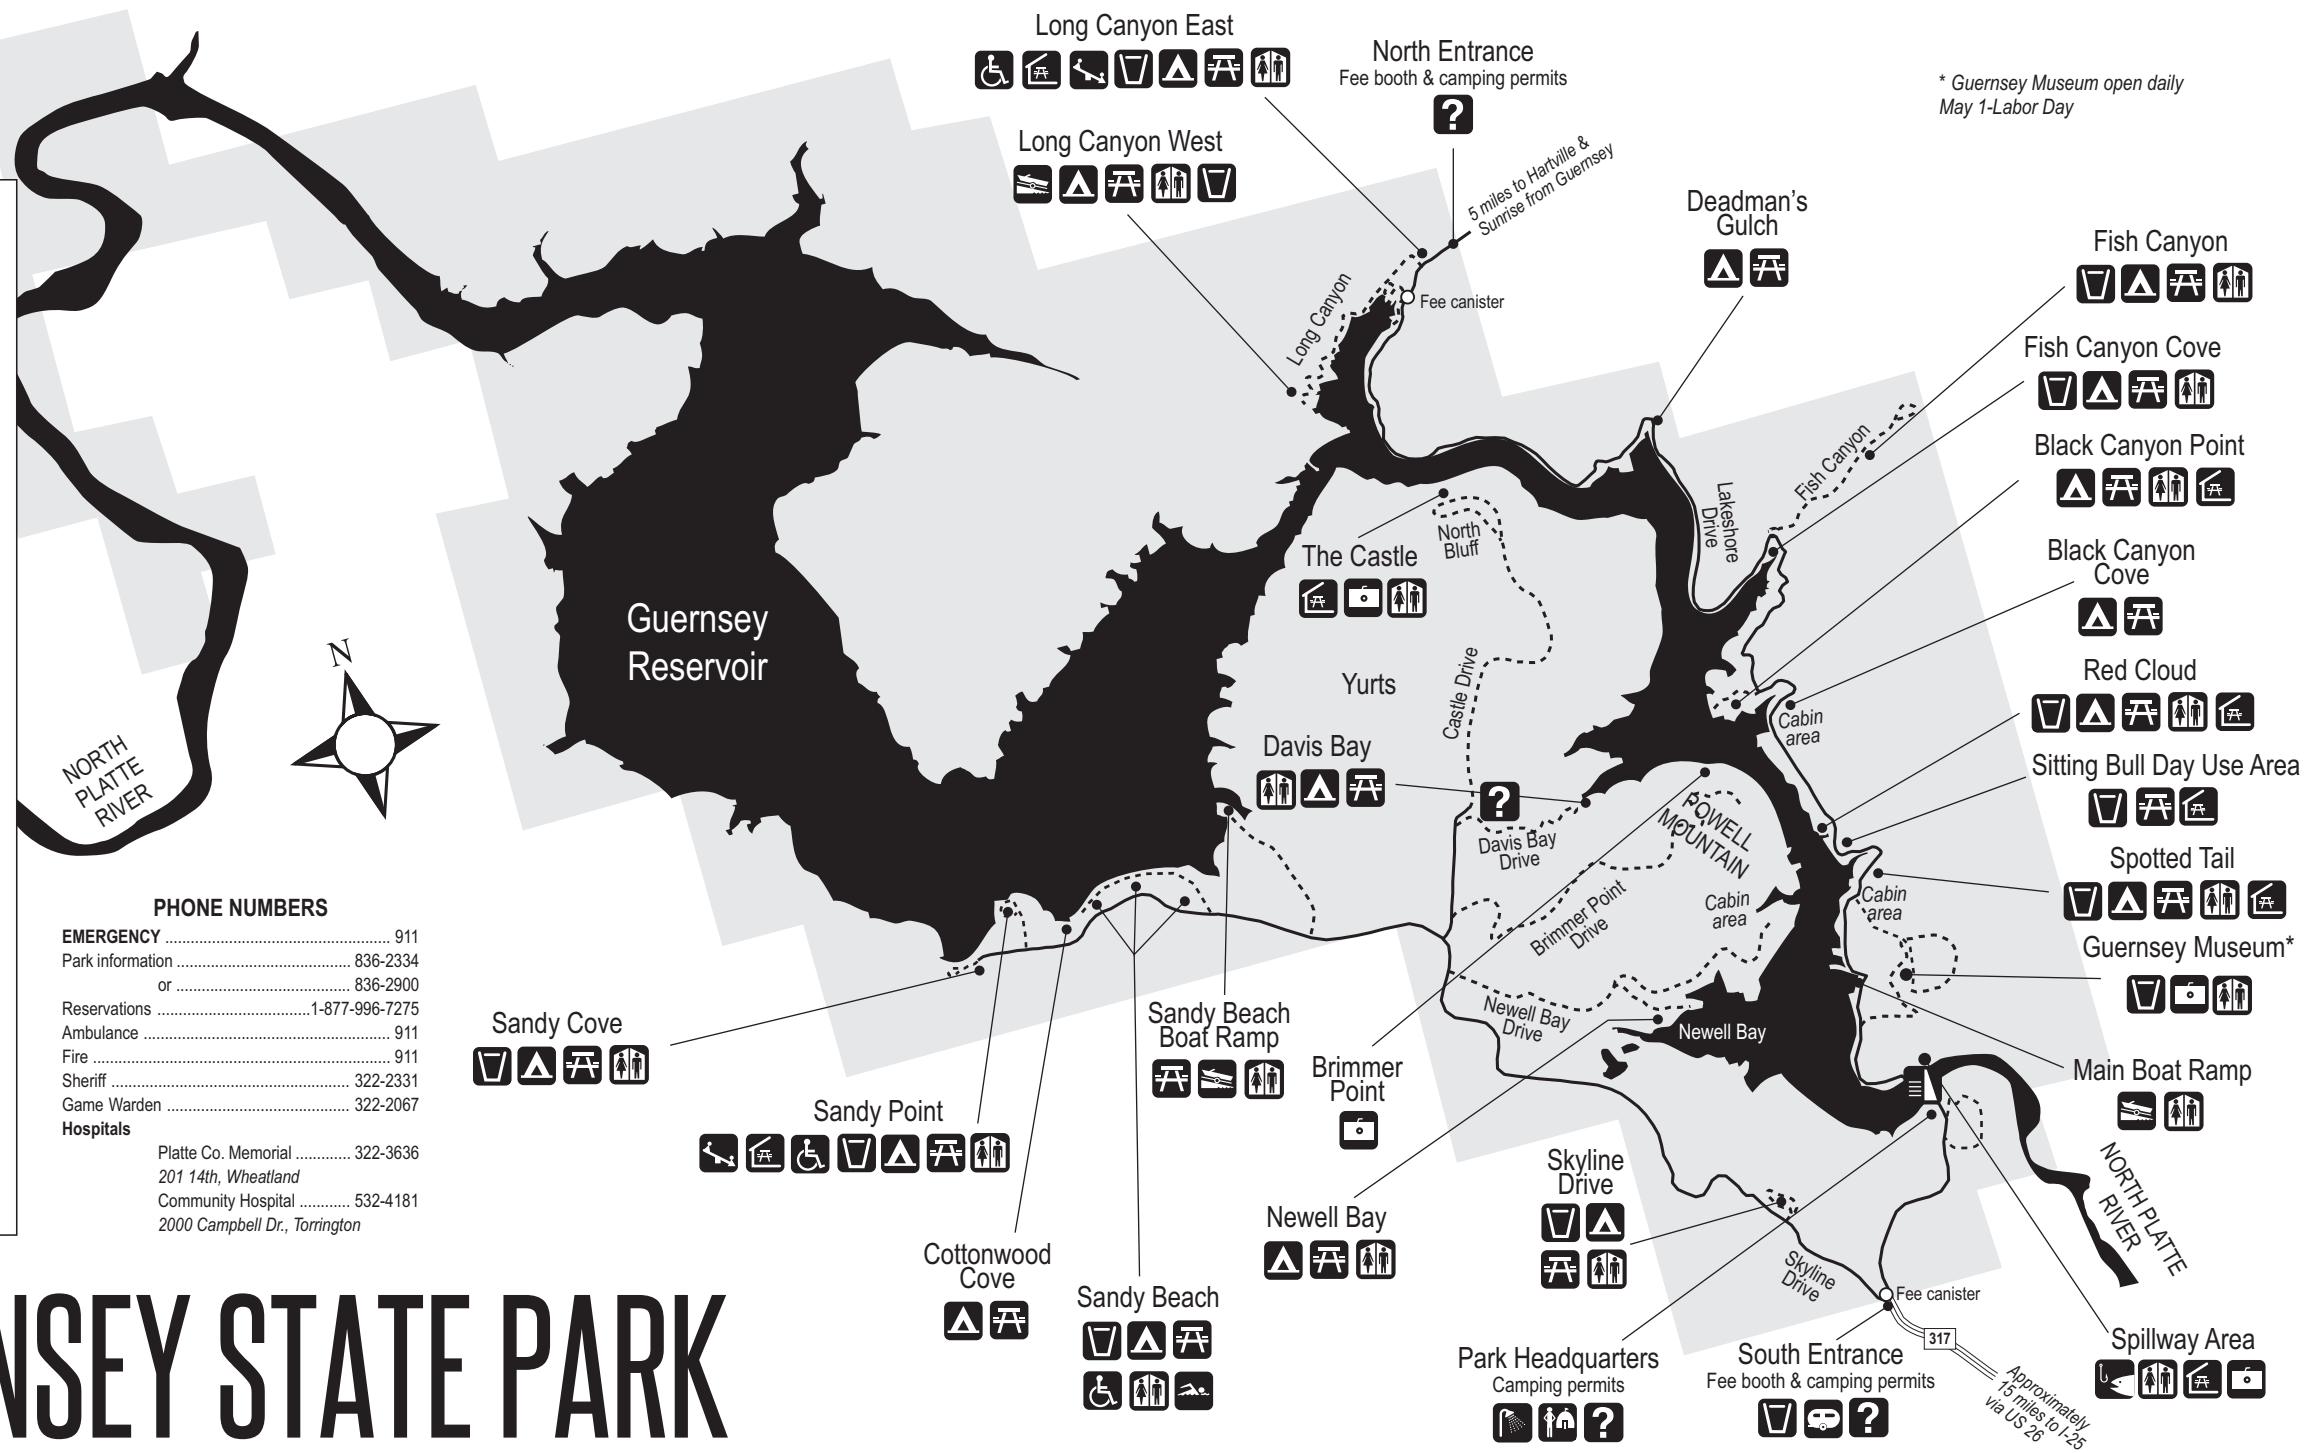 Long Canyon East
North Entrance
Fee booth & camping permits
?
* Guernsey Museum open daily
May 1-Labor Day
Long Canyon West
5 miles to Hartville &
Sunrise from Guernsey
Deadman's
Gulch
Fish Canyon
Long Canyon
Fee canister
Fish Canyon Cove
Black Canyon Point
Fish Canyon
Lakeshore
Drive
North
Bluff
The Castle
Black Canyon
Cove
Guernsey
Reservoir
N
Yurts
Castle Drive
Red Cloud
Cabin
area
Davis Bay
?
Sitting Bull Day Use Area
NORTH
PLATTE
RIVER
POWELL
MOUNTAIN
Davis Bay
Drive
Spotted Tail
Brimmer Point
Drive
Cabin
area
Cabin
area
Guernsey Museum*
PHONE NUMBERS
EMERGENCY ..................................................... 911
Park information ......................................... 836-2334
or .............................................. 836-2900
Reservations ....................................1-877-996-7275
Ambulance .......................................................... 911
Fire ...................................................................... 911
Sheriff ........................................................ 322-2331
Game Warden ........................................... 322-2067
Hospitals
Platte Co. Memorial ............. 322-3636
201 14th, Wheatland
Community Hospital ............ 532-4181
2000 Campbell Dr., Torrington
Sandy Cove
Sandy Beach
Boat Ramp
Newell Bay
Drive
Newell Bay
Brimmer
Point
Main Boat Ramp
Sandy Point
NORTH PLATTE
RIVER
Skyline
Drive
Newell Bay
Cottonwood
Cove
Sandy Beach
Skyline
Drive
Fee canister
317
Spillway Area
Park Headquarters
Camping permits
?
South Entrance
Fee booth & camping permits
?
Approximately
15 miles to I-25
via US 26
NSEY STATE PARK